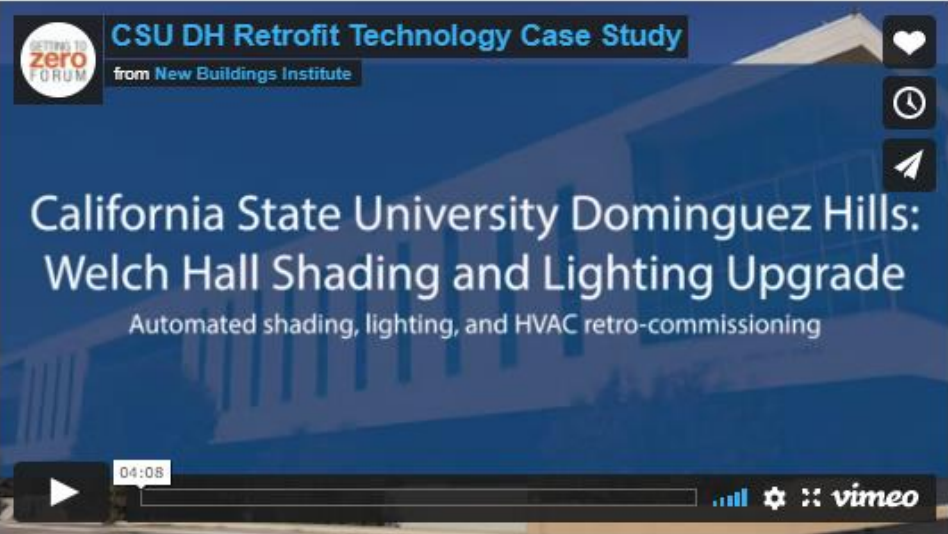 GETTING TO
zero
FORUM
CSU DH Retrofit Technology Case Study
from New Buildings Institute
California State University Dominguez Hills:
Welch Hall Shading and Lighting Upgrade
Automated shading, lighting, and HVAC retro-commissioning
04:08
vimeo